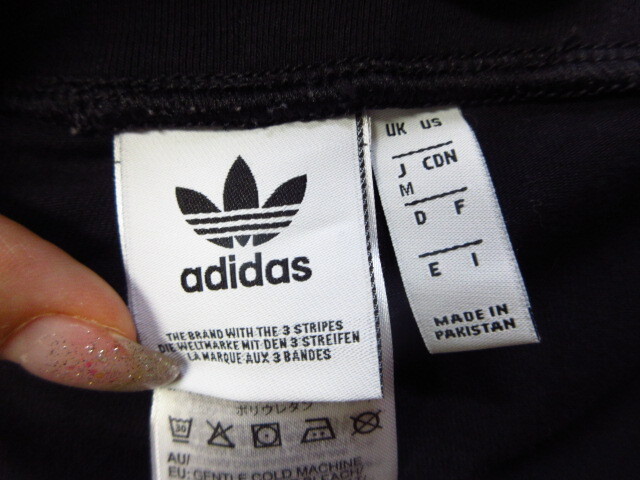 adidas
THE BRAND WITH THE 3 STRIPES
DIE WELTMARKE MIT DEN 3 STREIFEN
LA MARQUE AUX 3 BANDES
ポリウレタン
30
AU/
EU: GENTLE COLD MACHINE
UK US
J CDN
M
D F
E I
MADE IN
PAKISTAN